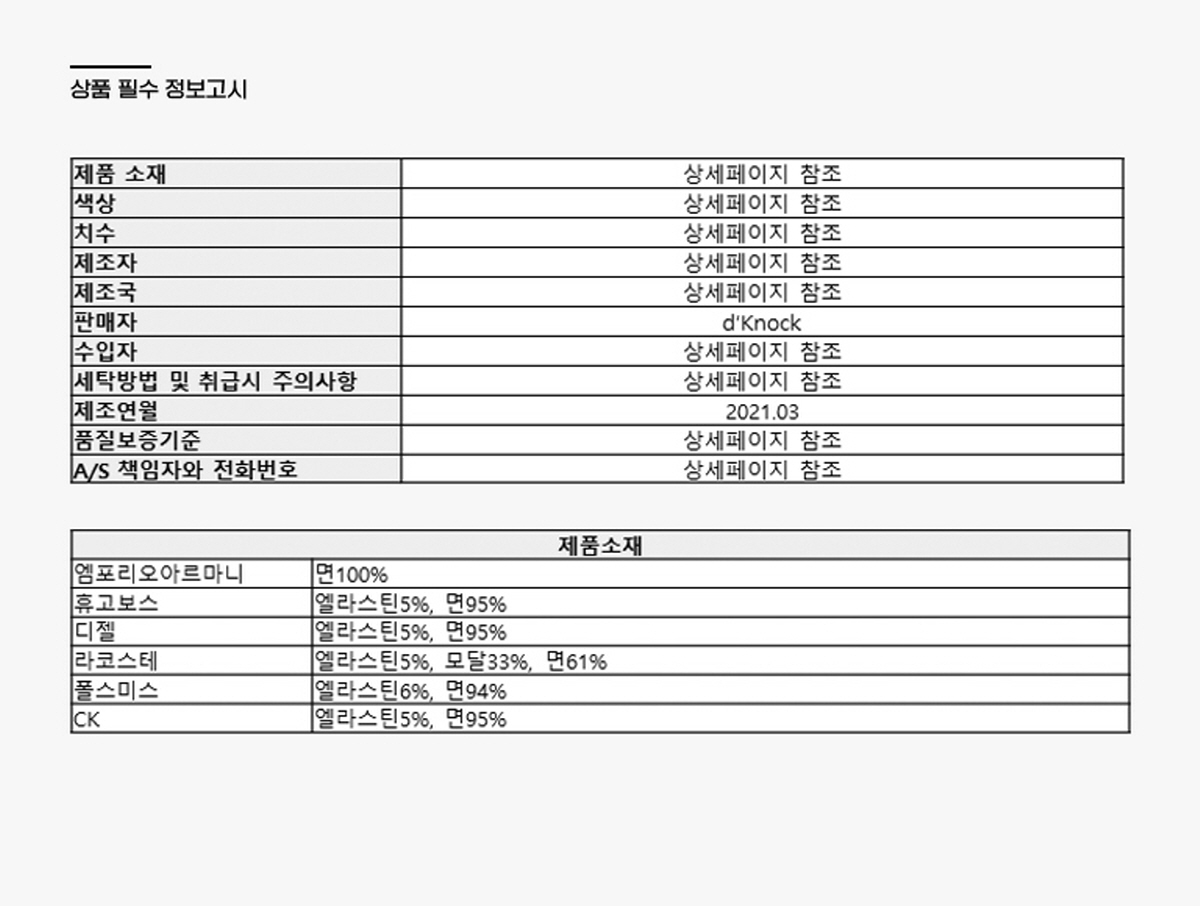 상품 필수 정보고시
제품 소재 상세페이지 참조
색상 상세페이지 참조
치수 상세페이지 참조
제조자 상세페이지 참조
제조국 상세페이지 참조
판매자 d'Knock
수입자 상세페이지 참조
세탁방법 및 취급시 주의사항 상세페이지 참조
제조연월 2021.03
품질보증기준 상세페이지 참조
A/S 책임자와 전화번호 상세페이지 참조
제품소재
엠포리오아르마니 면100%
휴고보스 엘라스틴5%, 면95%
디젤 엘라스틴5%, 면95%
라코스테 엘라스틴5%, 모달33%, 면61%
폴스미스 엘라스틴6%, 면94%
CK 엘라스틴5%, 면95%